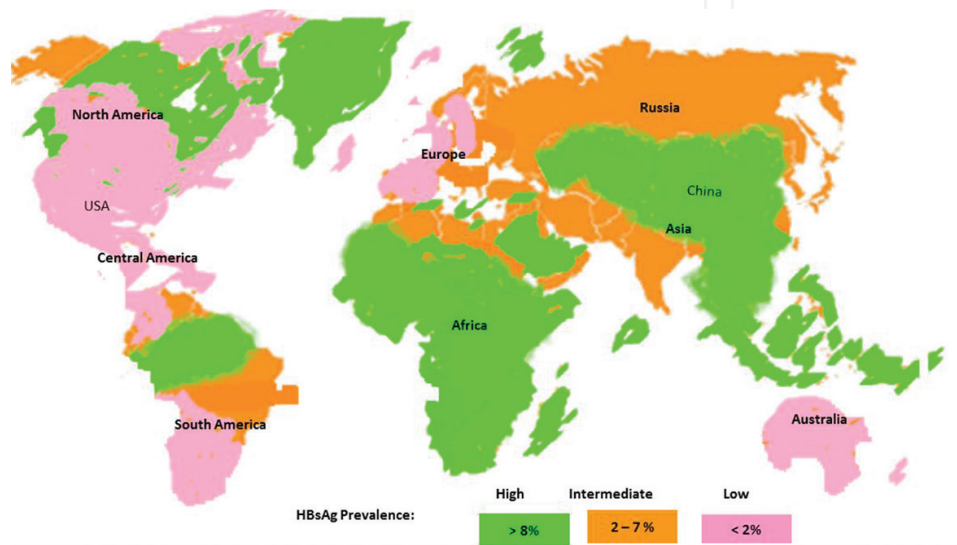 North America
Russia
Europe
China
USA
Asia
Central America
Africa
Australia
South America
High Intermediate Low
HBsAg Prevalence:
> 8% 2 – 7 % < 2%